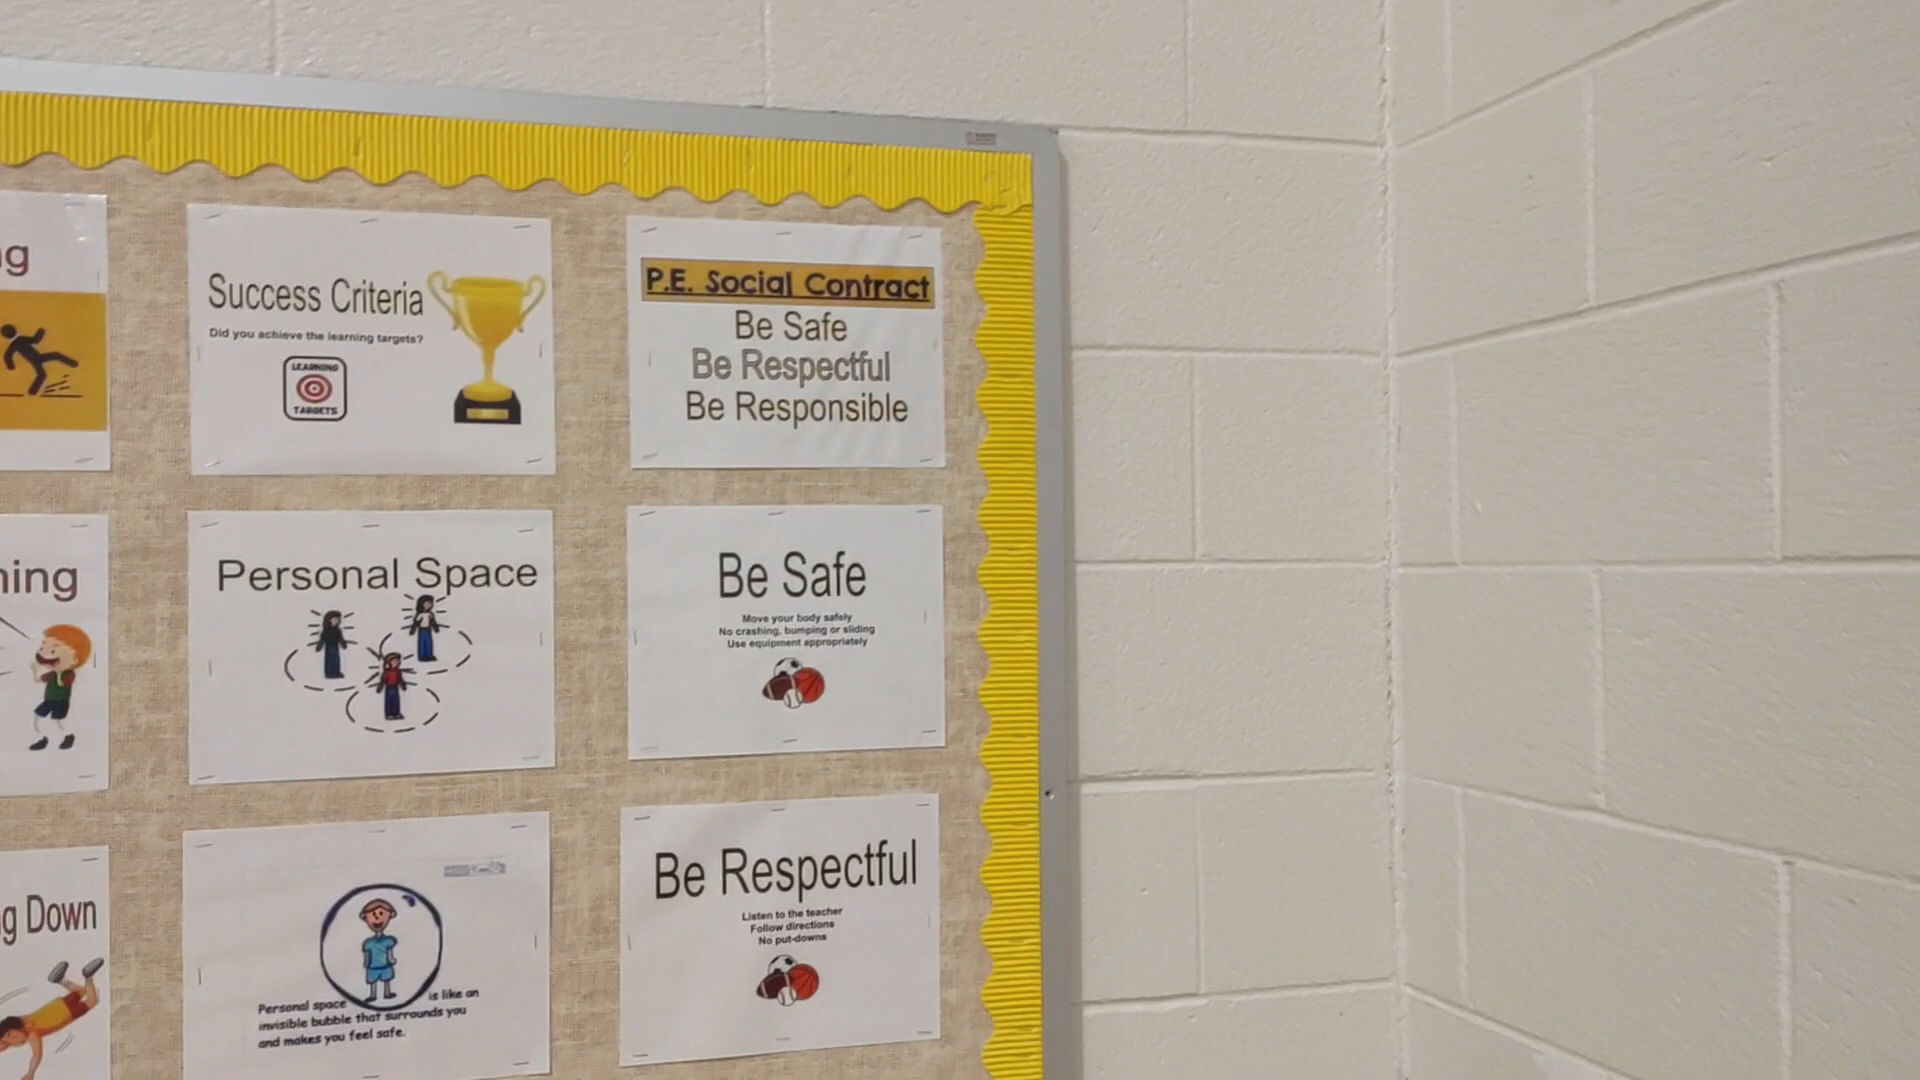 g
Success Criteria
Did you achieve the learning targets?
LEARNING
TARGETS
P.E. Social Contract
Be Safe
Be Respectful
Be Responsible
ning
Personal Space
Be Safe
Move your body safely
No crashing, bumping or sliding
Use equipment appropriately
g Down
Personal space is like an
invisible bubble that surrounds you
and makes you feel safe.
Be Respectful
Listen to the teacher
Follow directions
No put-downs